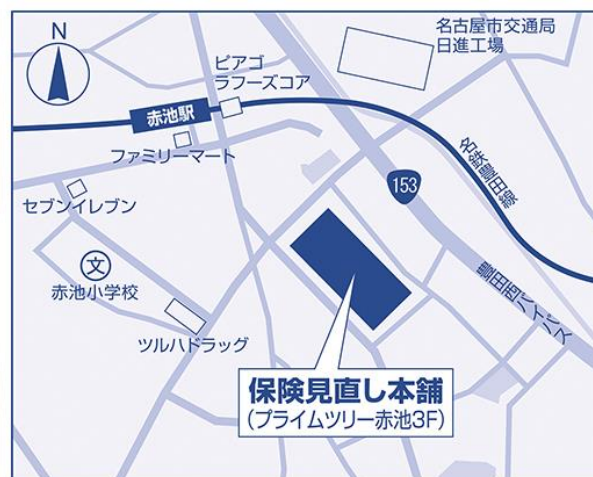 N
名古屋市交通局
日進工場
ピアゴ
ラフーズコア
赤池駅
ファミリーマート
名鉄豊田線
153
セブンイレブン
文
赤池小学校
豊田西バイパス
ツルハドラッグ
保険見直し本舗
(プライムツリー赤池3F)